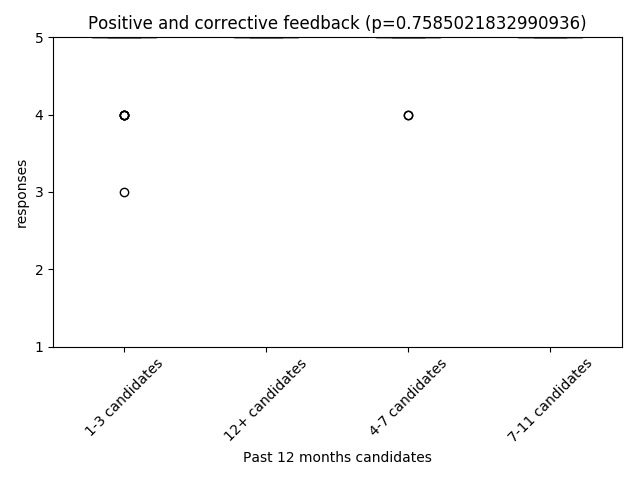 Positive and corrective feedback (p=0.7585021832990936)
5
4
3
2
1
responses
1-3 candidates
12+ candidates
4-7 candidates
7-11 candidates
Past 12 months candidates